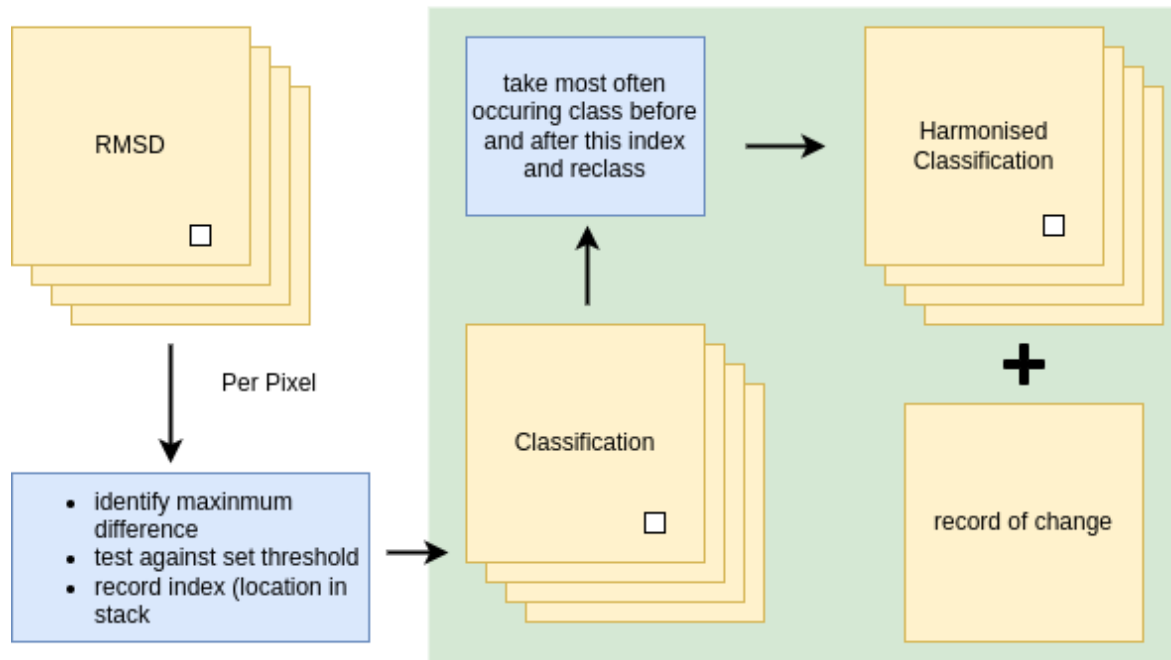 RMSD
Per Pixel
• identify maxinmum
difference
• test against set threshold
• record index (location in
stack
Classification
take most often
occuring class before
and after this index
and reclass
Harmonised
Classification
+
record of change